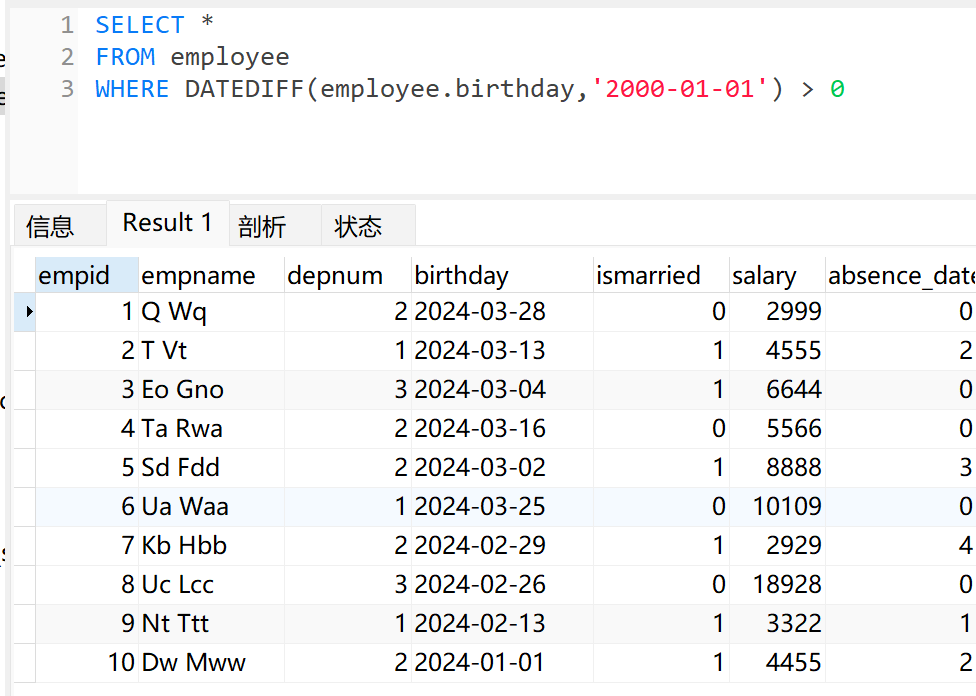 1 SELECT *
2 FROM employee
3 WHERE DATEDIFF(employee.birthday,'2000-01-01') > 0
信息 Result 1 剖析 状态
empid empname depnum birthday ismarried salary absence_date
1 Q Wq 2 2024-03-28 0 2999 0
2 T Vt 1 2024-03-13 1 4555 2
3 Eo Gno 3 2024-03-04 1 6644 0
4 Ta Rwa 2 2024-03-16 0 5566 0
5 Sd Fdd 2 2024-03-02 1 8888 3
6 Ua Waa 1 2024-03-25 0 10109 0
7 Kb Hbb 2 2024-02-29 1 2929 4
8 Uc Lcc 3 2024-02-26 0 18928 0
9 Nt Ttt 1 2024-02-13 1 3322 1
10 Dw Mww 2 2024-01-01 1 4455 2